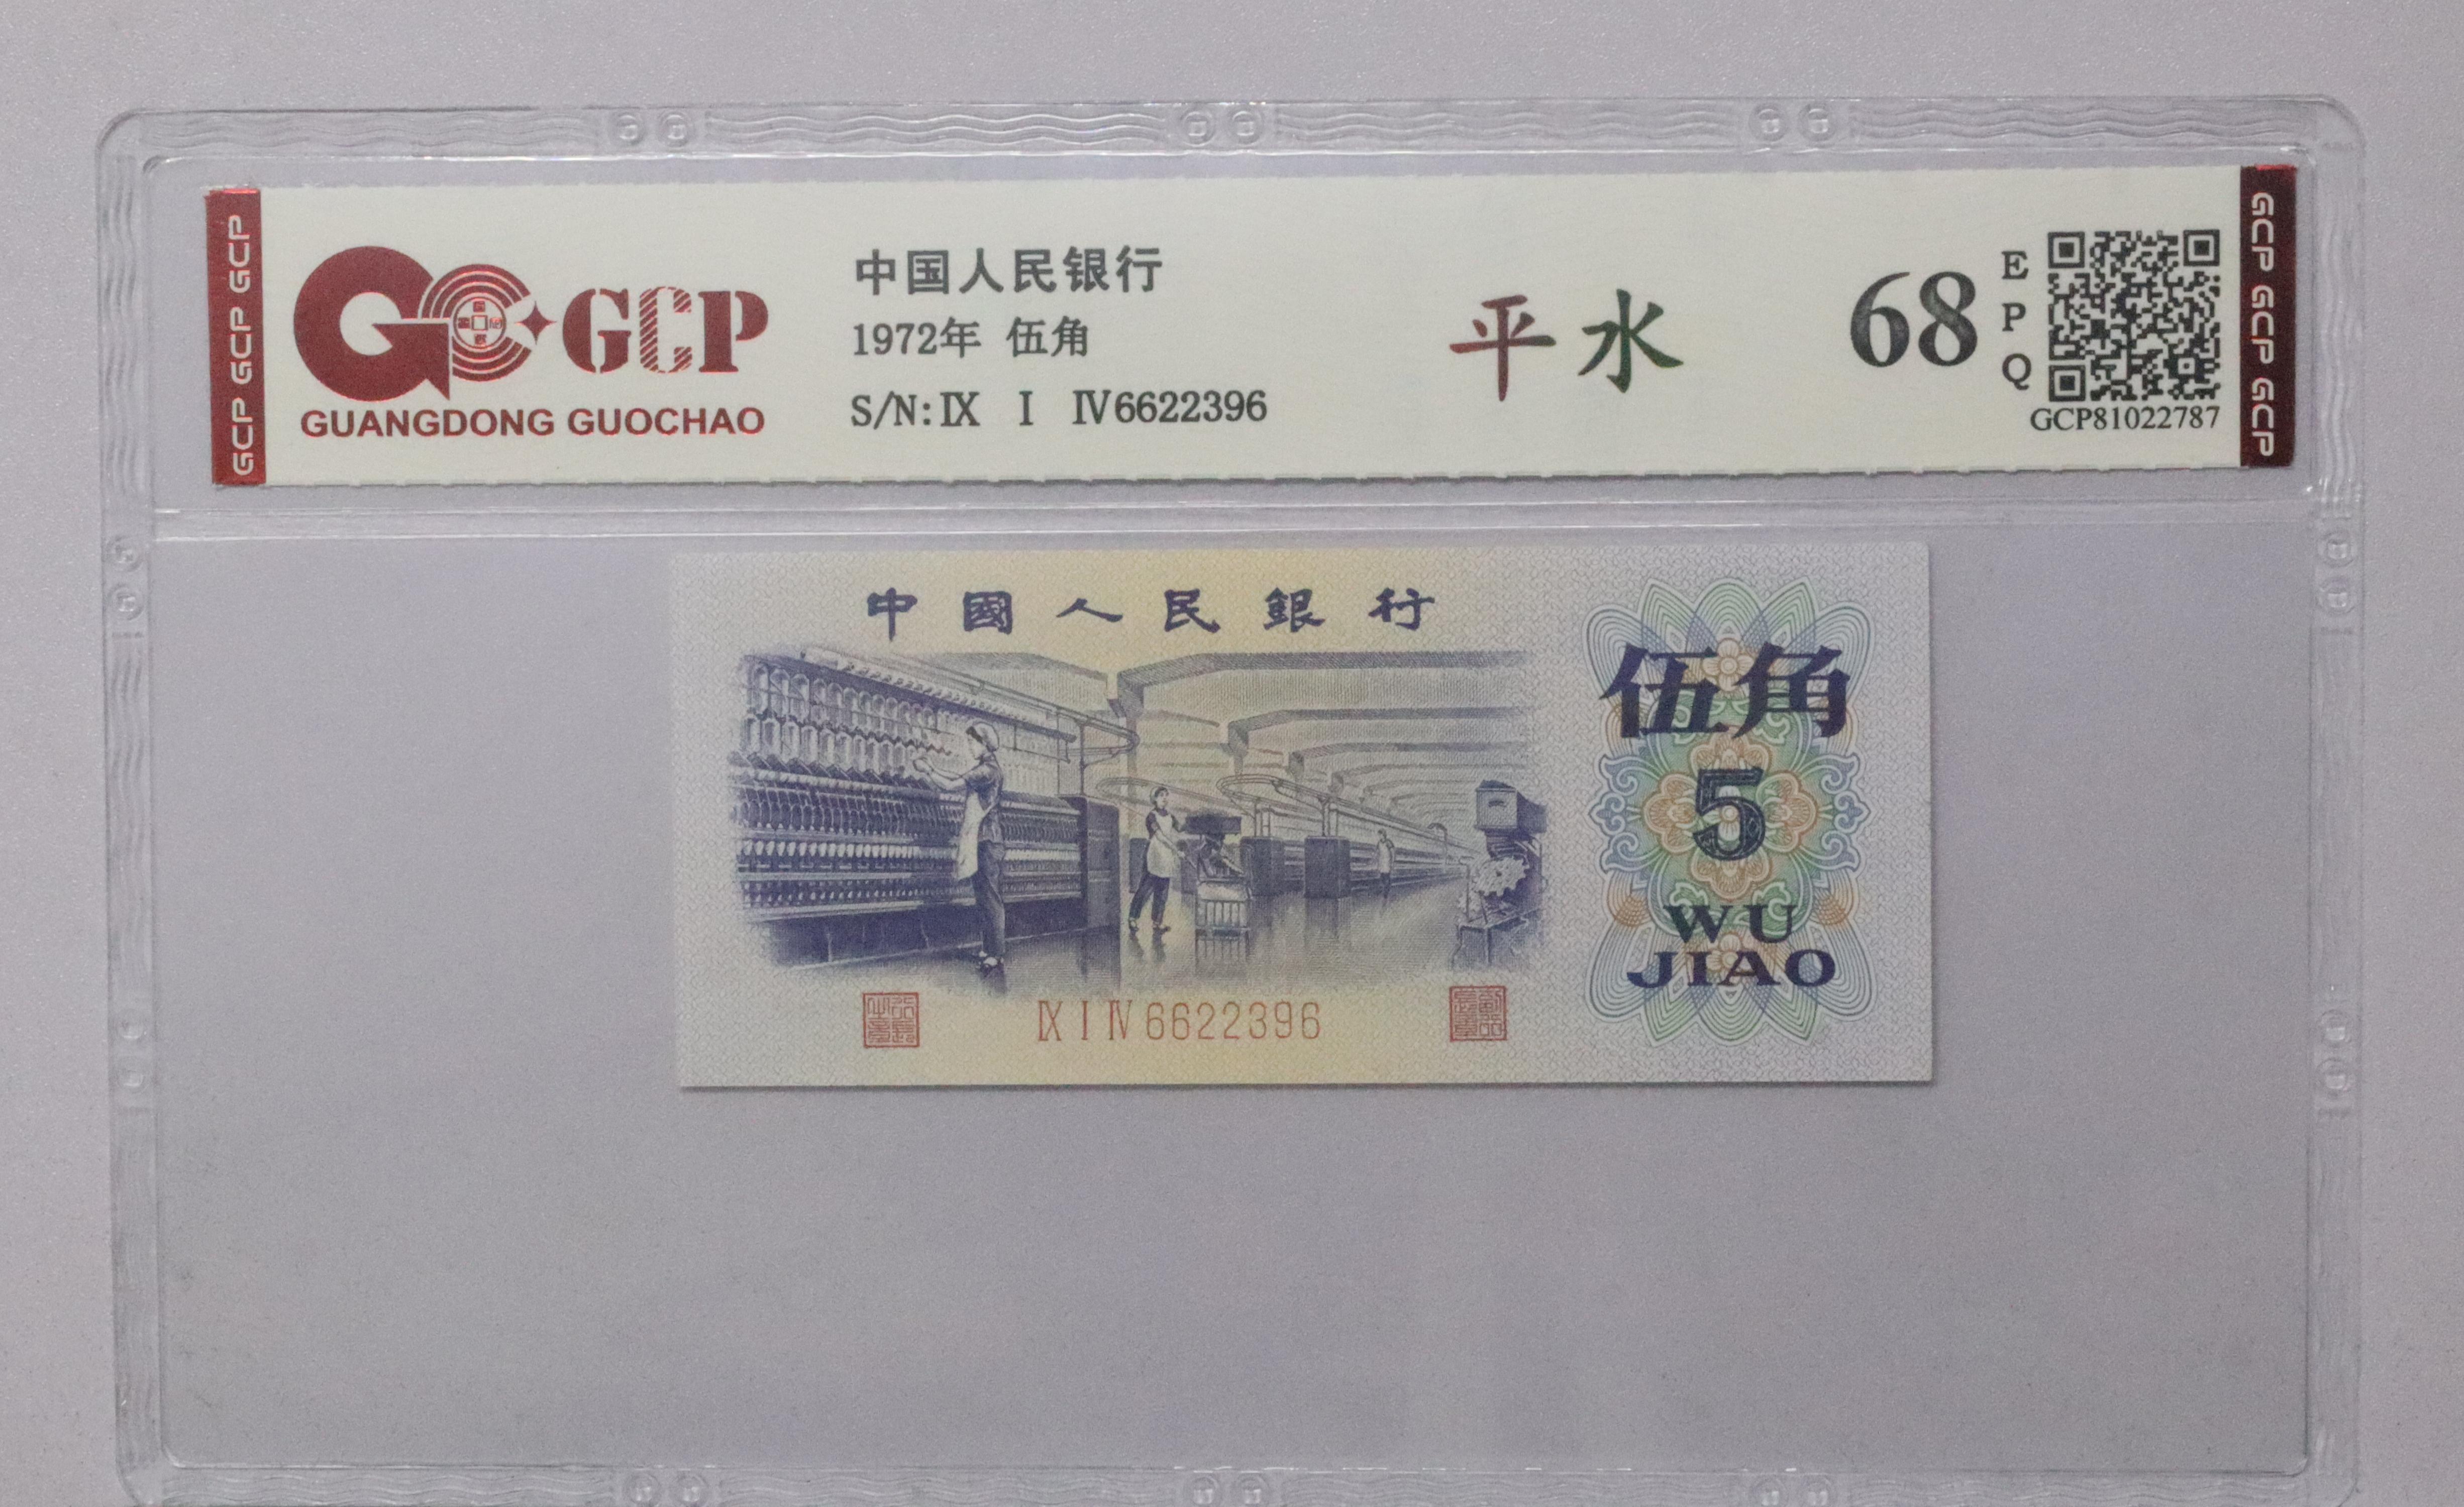 GCP GCP GCP
GCP
GUANGDONG GUOCHAO
中国人民银行
1972年 伍角
S/N:Ⅸ Ⅰ Ⅳ6622396
平水
68
EPQ
GCP81022787
GCP GCP GCP
中國人民銀行
伍角
5
WU
JIAO
Ⅸ Ⅰ Ⅳ 6622396